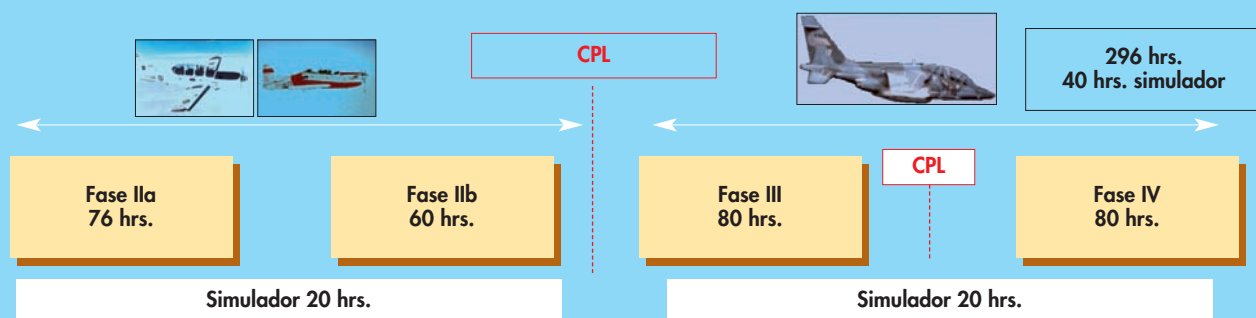 CPL
296 hrs.
40 hrs. simulador
Fase IIa
76 hrs.
Fase IIb
60 hrs.
Fase III
80 hrs.
CPL
Fase IV
80 hrs.
Simulador 20 hrs.
Simulador 20 hrs.